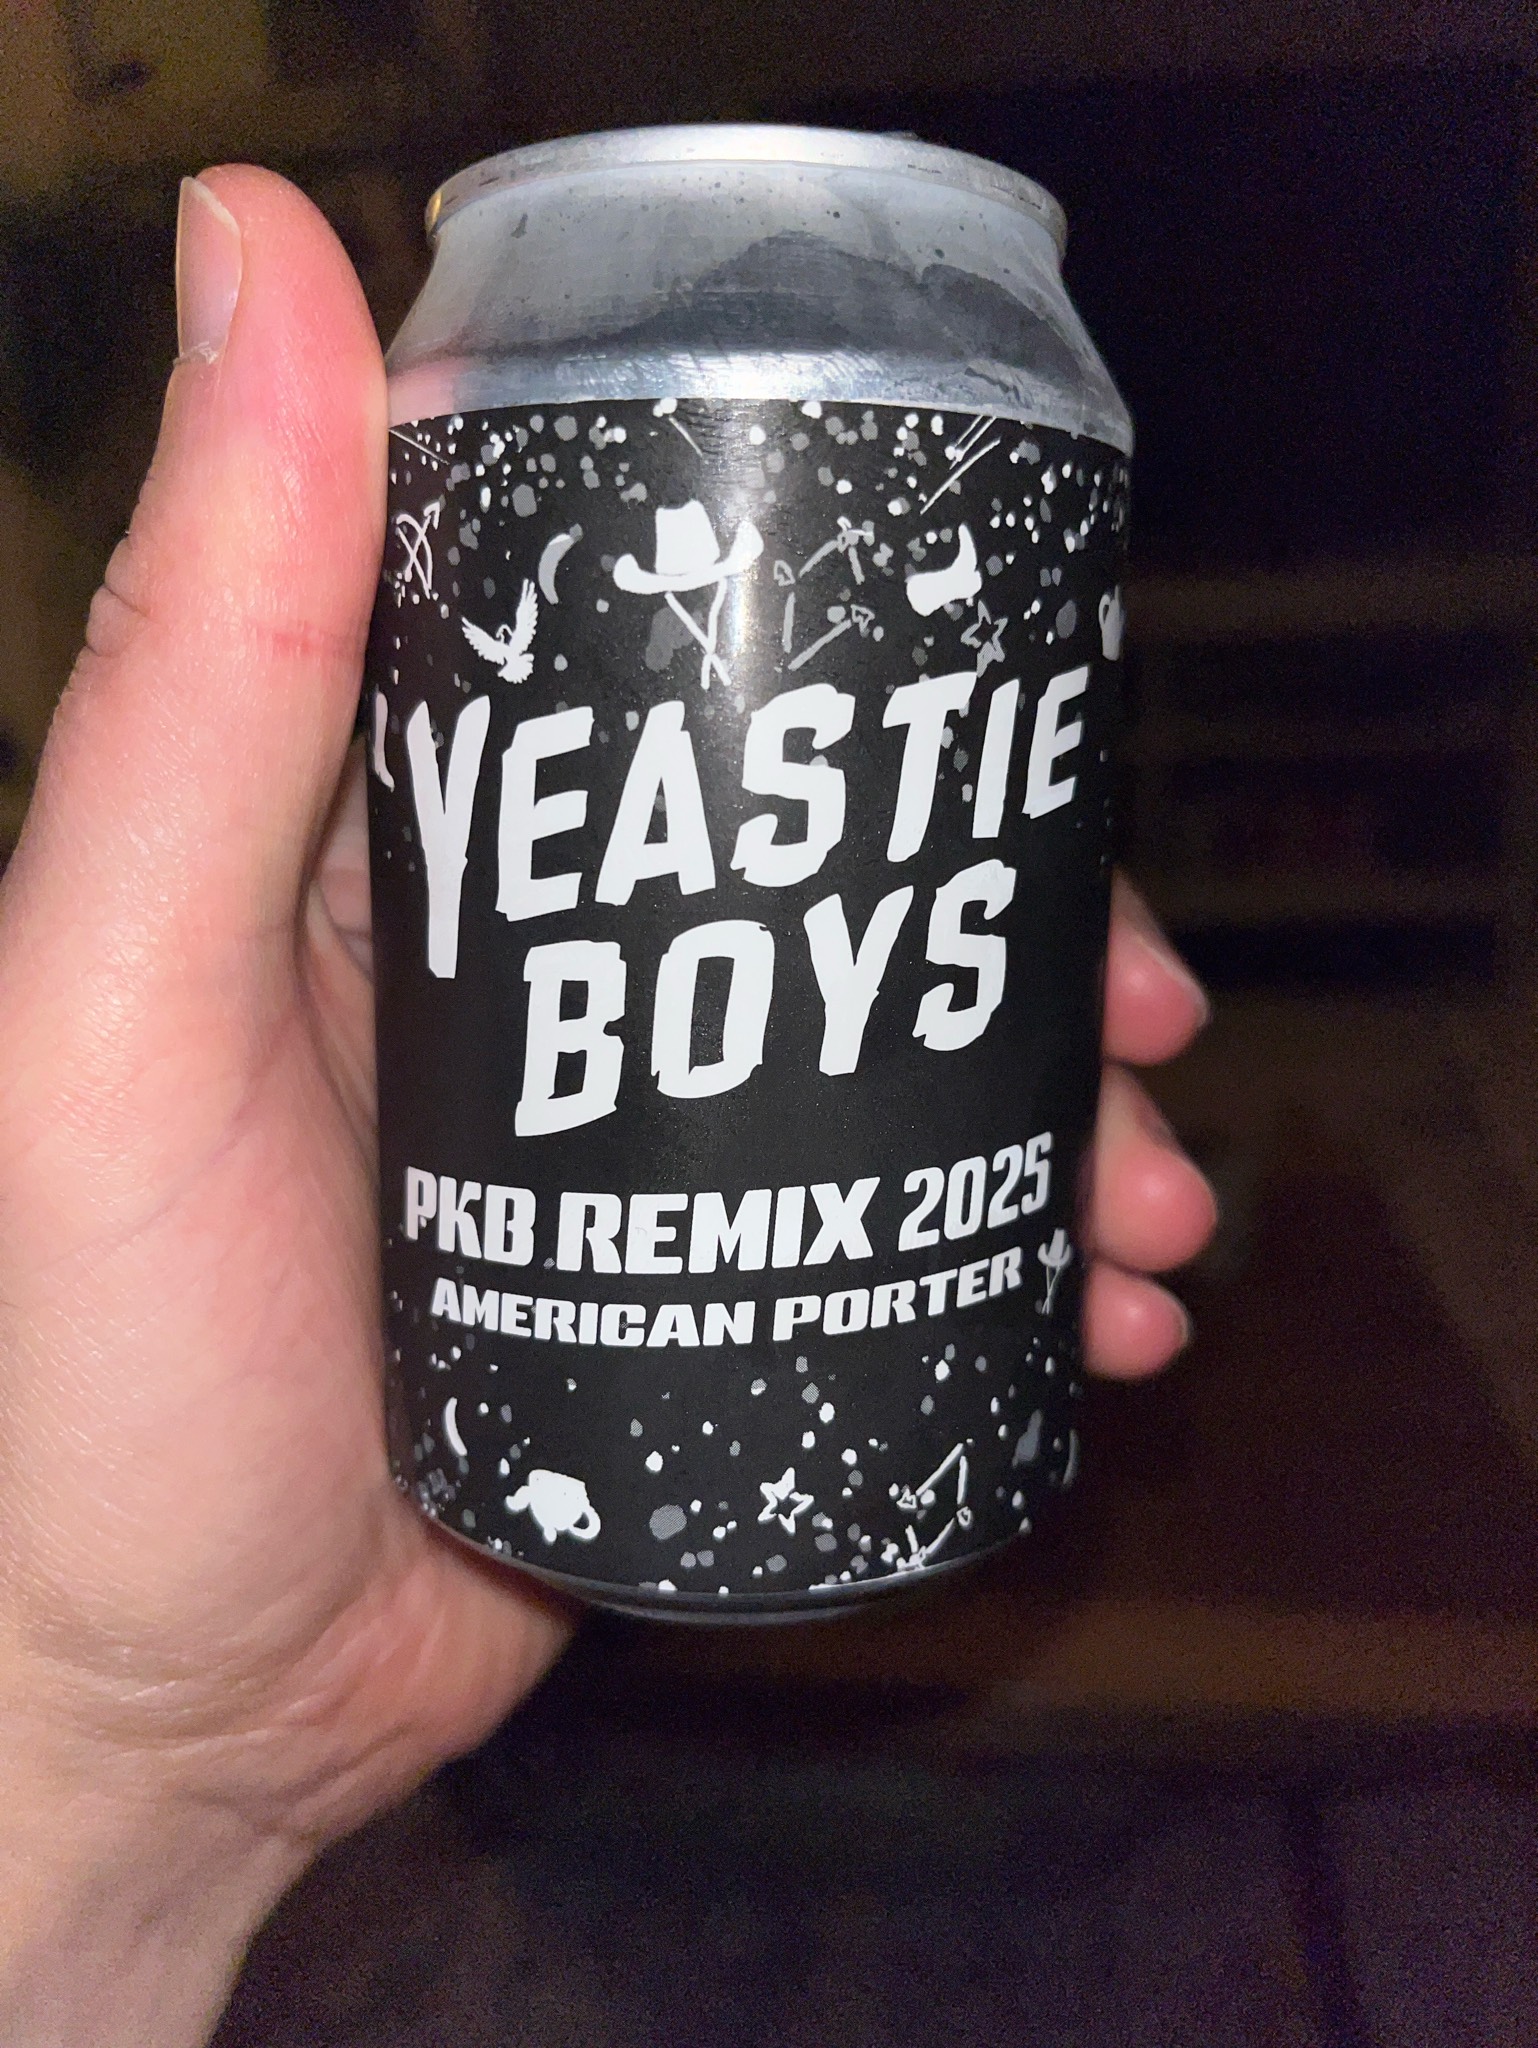 YEASTIE
BOYS
PKB REMIX 2025
AMERICAN PORTER